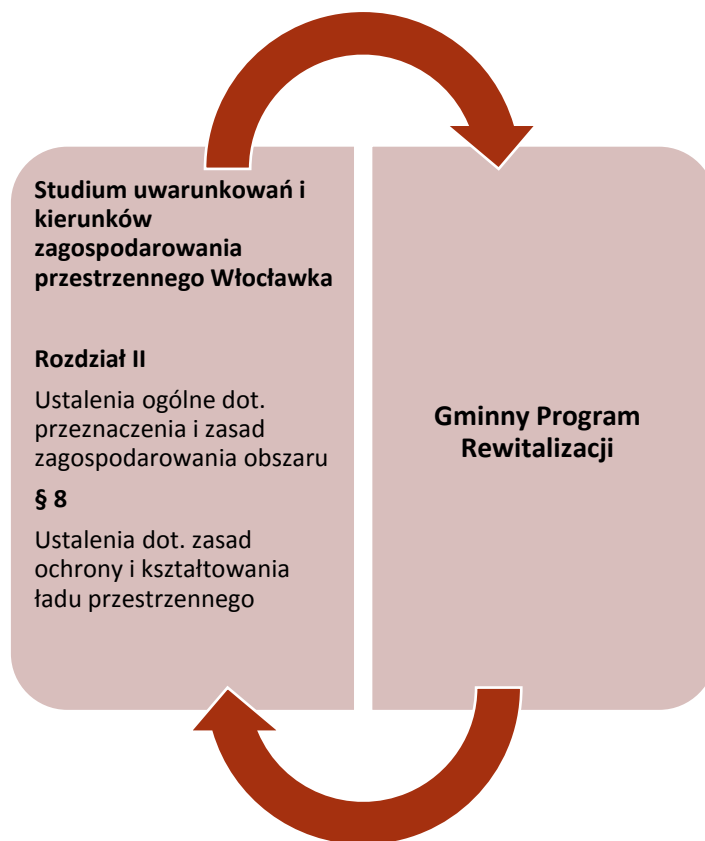 Studium uwarunkowań i
kierunków
zagospodarowania
przestrzennego Włocławka
Rozdział II
Ustalenia ogólne dot.
przeznaczenia i zasad
zagospodarowania obszaru
§ 8
Ustalenia dot. zasad
ochrony i kształtowania
ładu przestrzennego
Gminny Program
Rewitalizacji